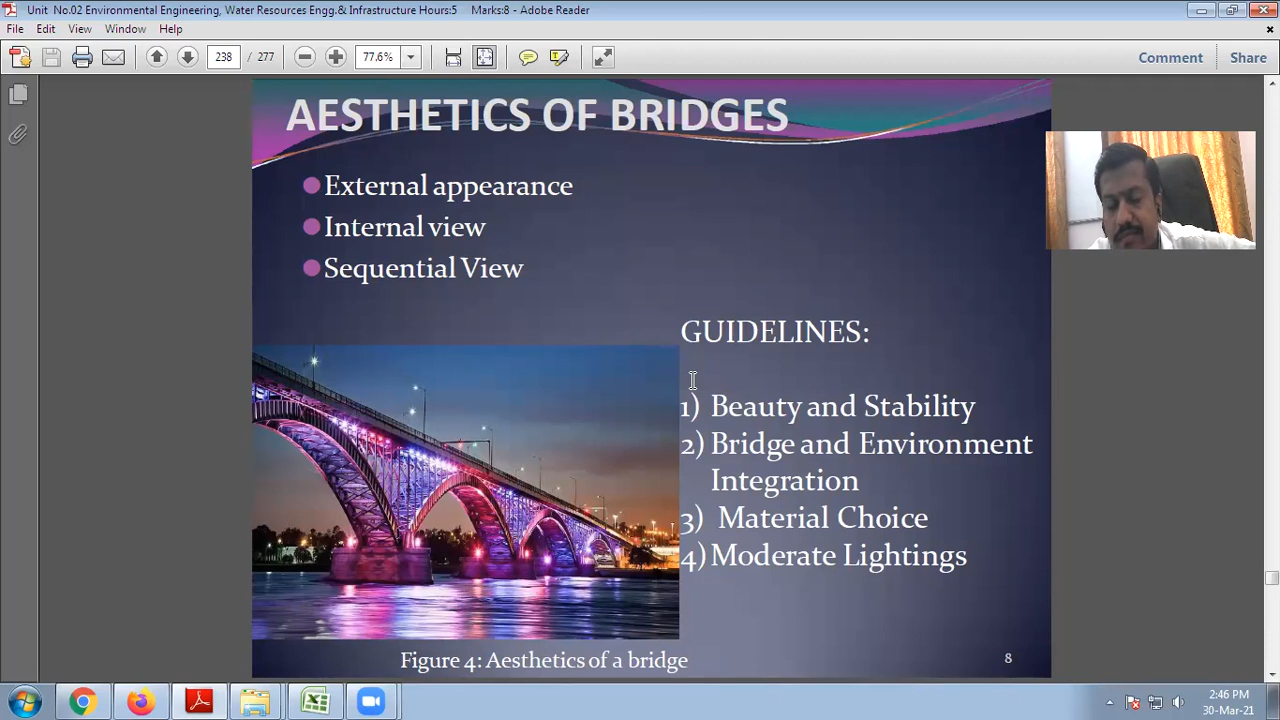 Unit No.02 Environmental Engineering, Water Resources Engg.& Infrastructure Hours:5 Marks:8 - Adobe Reader
File Edit View Window Help
238 / 277 77.6% Comment Share
AESTHETICS OF BRIDGES
External appearance
Internal view
Sequential View
GUIDELINES:
1) Beauty and Stability
2) Bridge and Environment
Integration
3) Material Choice
4) Moderate Lightings
Figure 4: Aesthetics of a bridge
8
2:46 PM
30-Mar-21